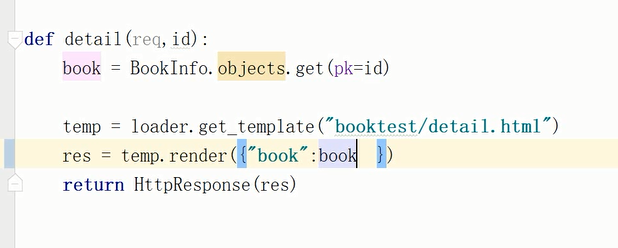 def detail(req,id):
    book = BookInfo.objects.get(pk=id)
    temp = loader.get_template("booktest/detail.html")
    res = temp.render({"book":book  })
    return HttpResponse(res)